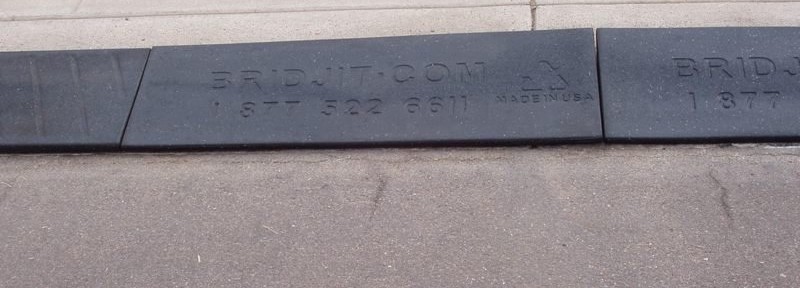 BRIDJIT·COM
1 877 522 6611
MADE IN USA
BRIDJ
1 877